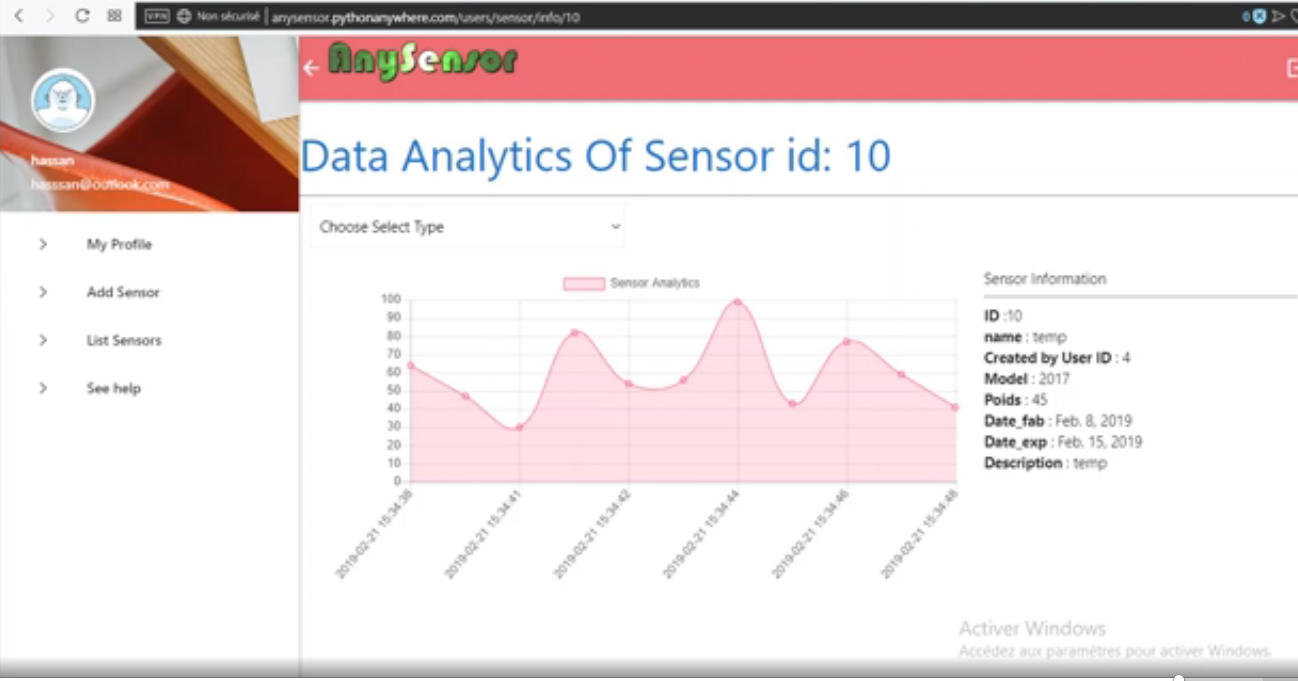 VPN Non sécurisé anysensor.pythonanywhere.com/users/sensor/info/10
0
AnySensor
hassan
hasssan@outlook.com
My Profile
Add Sensor
List Sensors
See help
Data Analytics Of Sensor id: 10
Choose Select Type
Sensor Analytics
100
90
80
70
60
50
40
30
20
10
0
2019-02-21 15:34:38
2019-02-21 15:34:41
2019-02-21 15:34:42
2019-02-21 15:34:44
2019-02-21 15:34:46
2019-02-21 15:34:48
Sensor Information
ID :10
name : temp
Created by User ID : 4
Model : 2017
Poids : 45
Date_fab : Feb. 8, 2019
Date_exp : Feb. 15, 2019
Description : temp
Activer Windows
Accédez aux paramètres pour activer Windows.